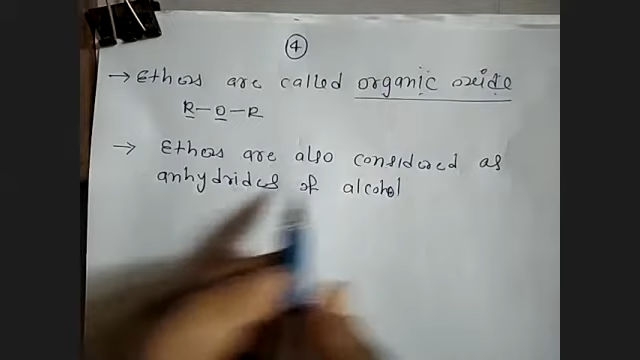 ④
→ Ethers are called organic oxide
R-O-R
→ Ethers are also considered as
anhydrides of alcohol